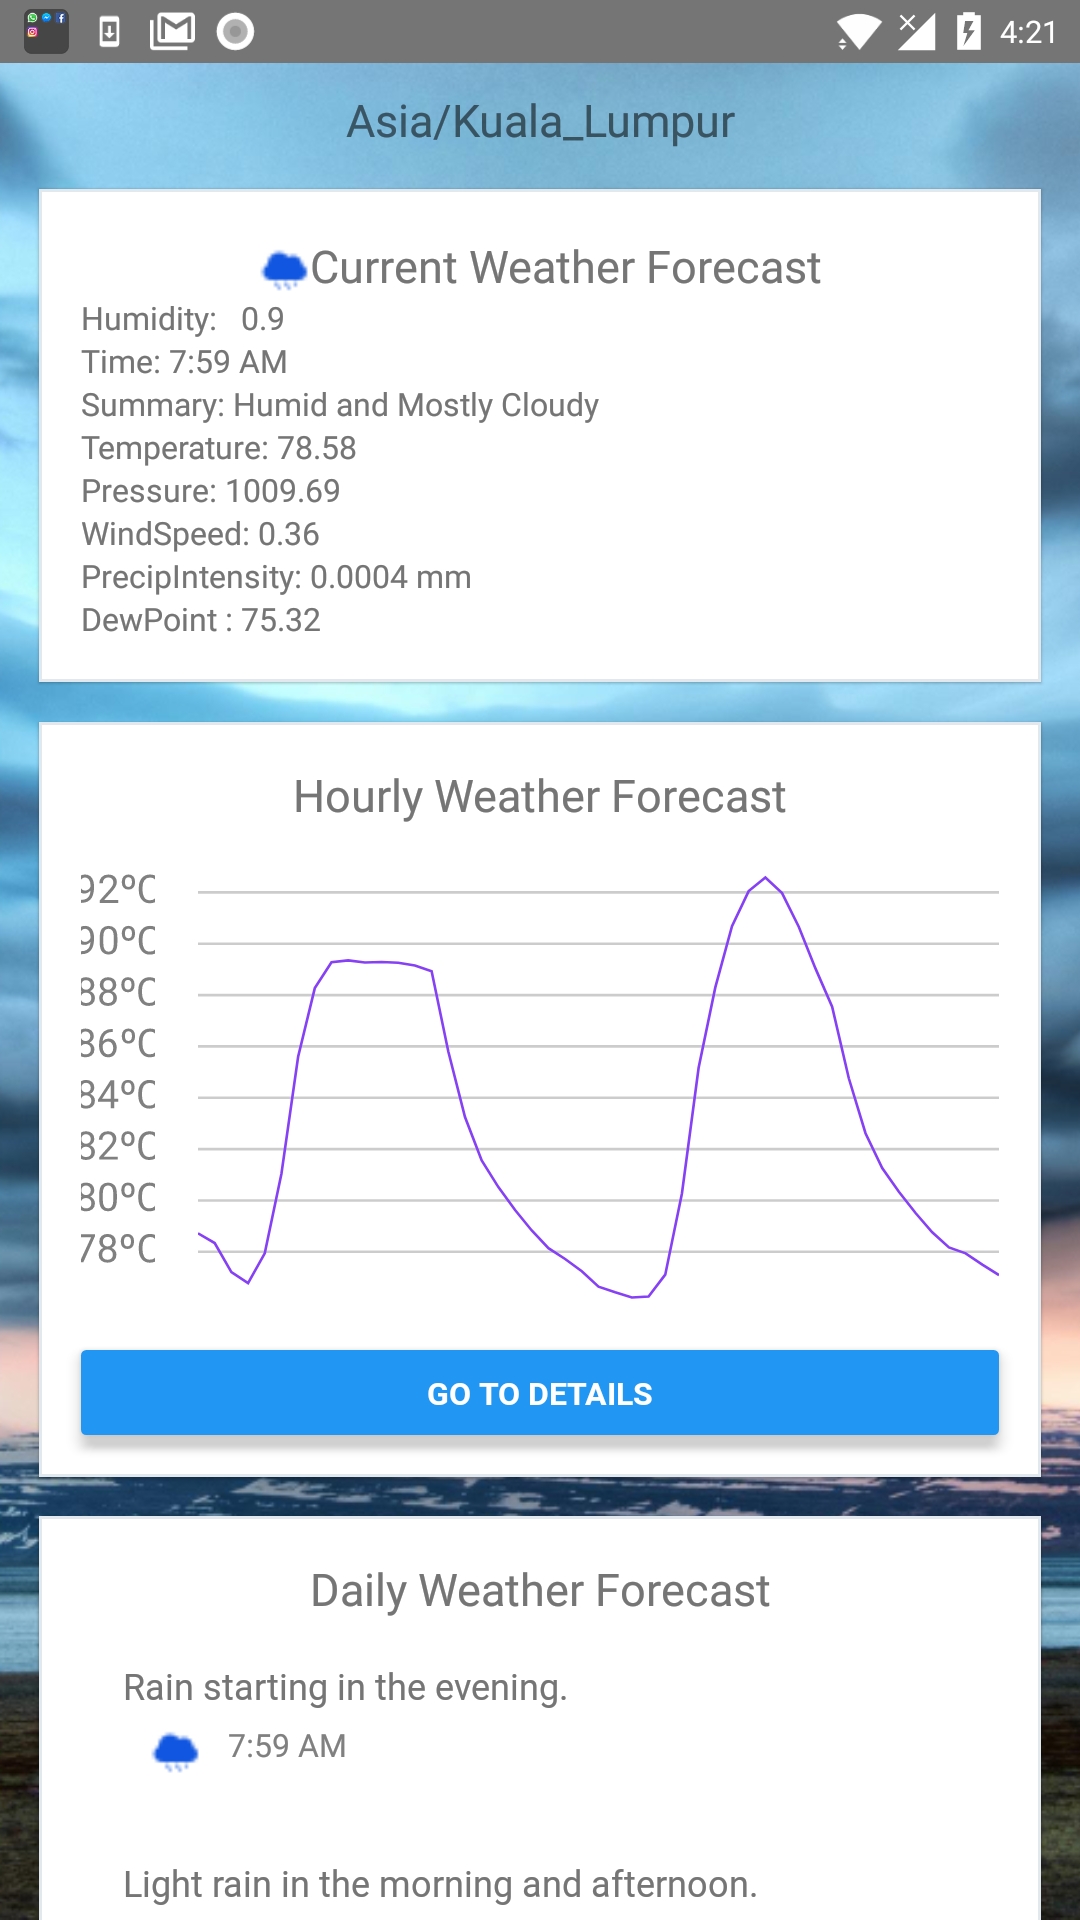 4:21
Asia/Kuala_Lumpur
Current Weather Forecast
Humidity: 0.9
Time: 7:59 AM
Summary: Humid and Mostly Cloudy
Temperature: 78.58
Pressure: 1009.69
WindSpeed: 0.36
PrecipIntensity: 0.0004 mm
DewPoint : 75.32
Hourly Weather Forecast
92°C
90°C
88°C
86°C
84°C
82°C
80°C
78°C
GO TO DETAILS
Daily Weather Forecast
Rain starting in the evening.
7:59 AM
Light rain in the morning and afternoon.